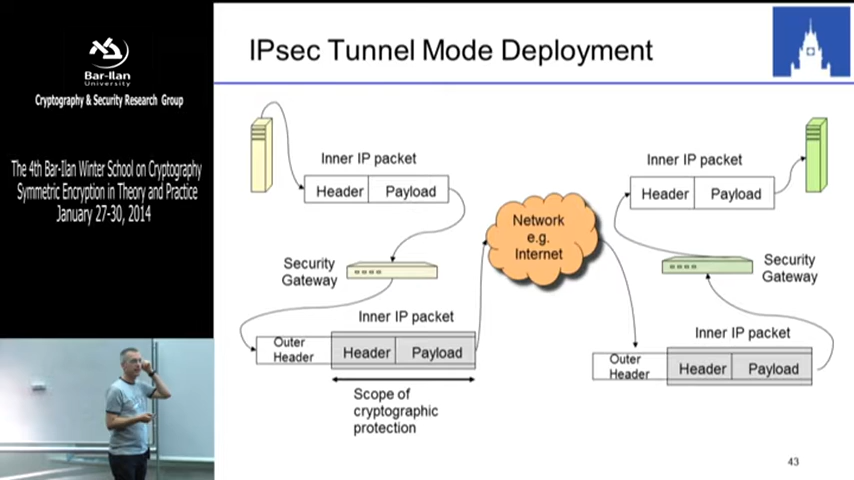 Bar-Ilan
University
Cryptography & Security Research Group
The 4th Bar-Ilan Winter School on Cryptography
Symmetric Encryption in Theory and Practice
January 27-30, 2014
IPsec Tunnel Mode Deployment
Inner IP packet
Header
Payload
Security
Gateway
Inner IP packet
Outer
Header
Header
Payload
Scope of
cryptographic
protection
Network
e.g.
Internet
Inner IP packet
Header
Payload
Security
Gateway
Inner IP packet
Outer
Header
Header
Payload
43